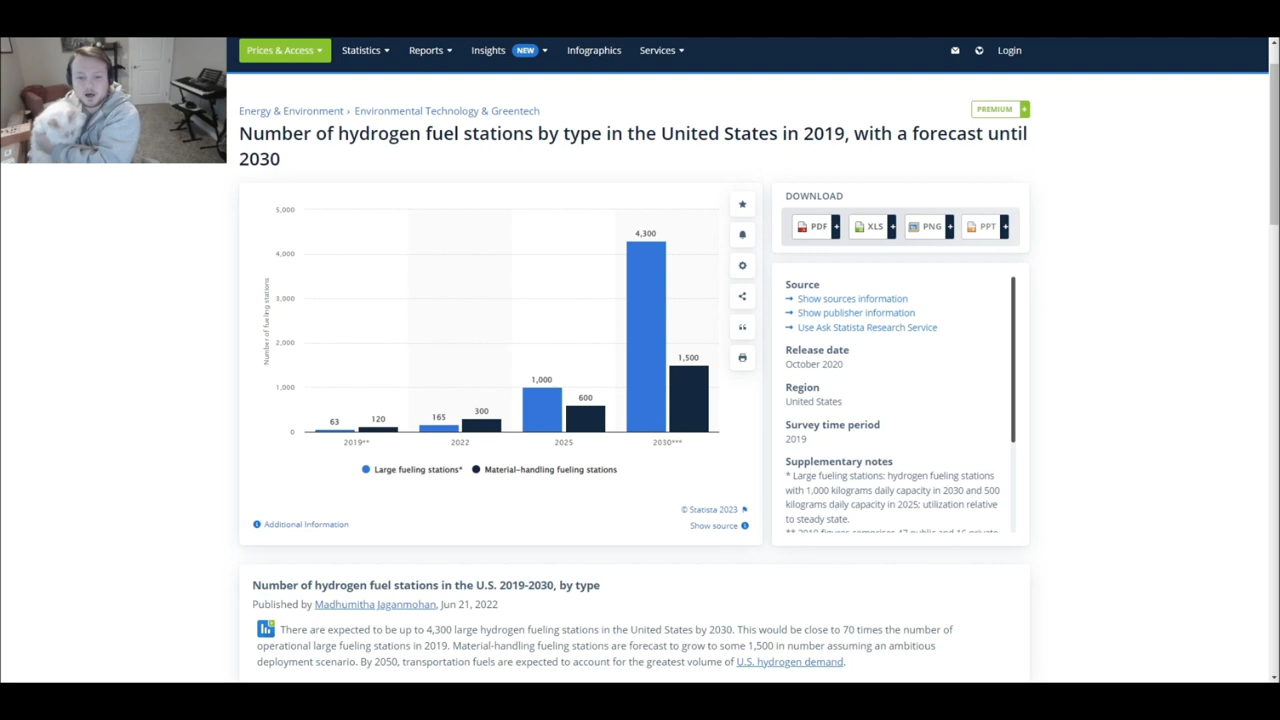 Prices & Access Statistics Reports Insights NEW Infographics Services Login
Energy & Environment › Environmental Technology & Greentech
PREMIUM +
Number of hydrogen fuel stations by type in the United States in 2019, with a forecast until
2030
5,000
4,000
3,000
2,000
1,000
0
Number of fueling stations
63
120
165
300
1,000
600
4,300
1,500
2019**
2022
2025
2030***
Large fueling stations*
Material-handling fueling stations
© Statista 2023
Additional Information
Show source
DOWNLOAD
PDF + XLS + PNG + PPT +
Source
→ Show sources information
→ Show publisher information
→ Use Ask Statista Research Service
Release date
October 2020
Region
United States
Survey time period
2019
Supplementary notes
* Large fueling stations: hydrogen fueling stations
with 1,000 kilograms daily capacity in 2030 and 500
kilograms daily capacity in 2025; utilization relative
to steady state.
** 2019 figures comprises 47 public and 16 private
Number of hydrogen fuel stations in the U.S. 2019-2030, by type
Published by Madhumitha Jaganmohan, Jun 21, 2022
There are expected to be up to 4,300 large hydrogen fueling stations in the United States by 2030. This would be close to 70 times the number of
operational large fueling stations in 2019. Material-handling fueling stations are forecast to grow to some 1,500 in number assuming an ambitious
deployment scenario. By 2050, transportation fuels are expected to account for the greatest volume of U.S. hydrogen demand.